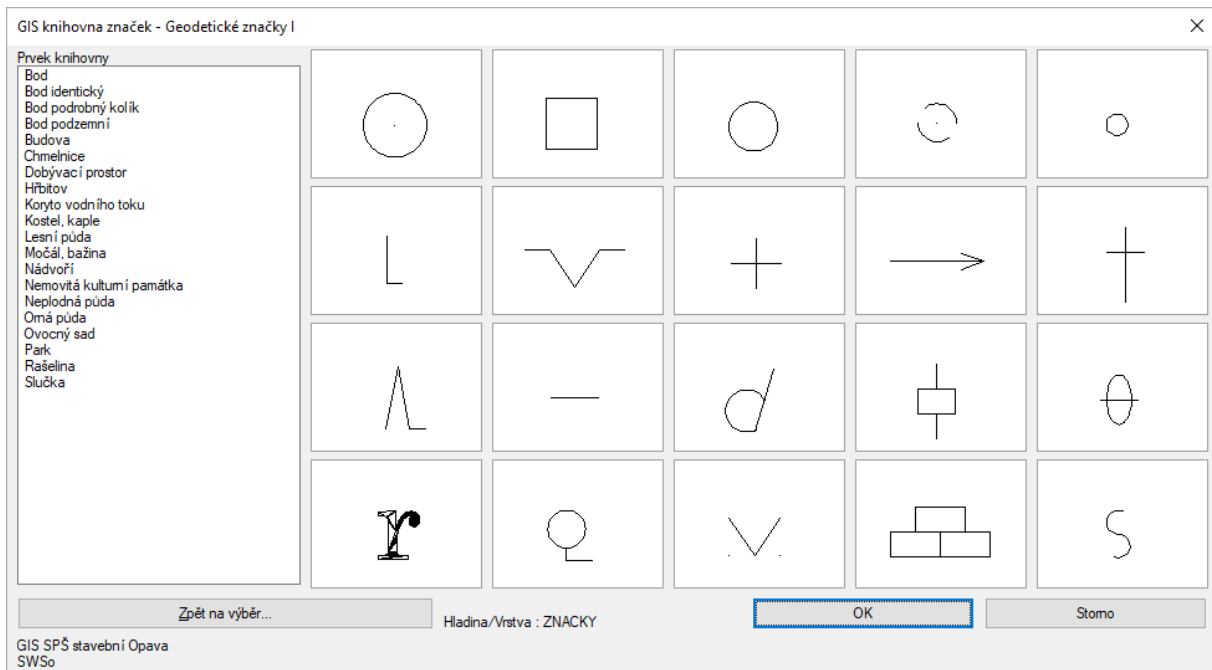 GIS knihovna značek - Geodetické značky I
Prvek knihovny
Bod
Bod identický
Bod podrobný kolík
Bod podzemní
Budova
Chmelnice
Dobývací prostor
Hřbitov
Koryto vodního toku
Kostel, kaple
Lesní půda
Močál, bažina
Nádvoří
Nemovitá kulturní památka
Neplodná půda
Orná půda
Ovocný sad
Park
Rašelina
Slučka
Zpět na výběr...
Hladina/Vrstva : ZNACKY
OK
Storno
GIS SPŠ stavební Opava
SWSo